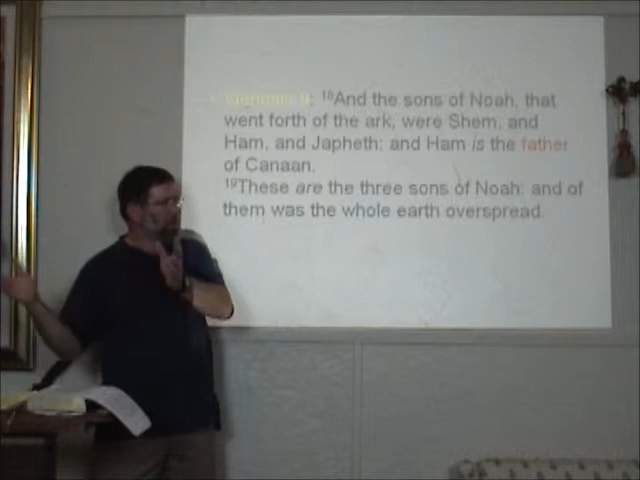 • Genesis 9: ¹⁸And the sons of Noah, that
went forth of the ark, were Shem, and
Ham, and Japheth: and Ham is the father
of Canaan.
¹⁹These are the three sons of Noah: and of
them was the whole earth overspread.